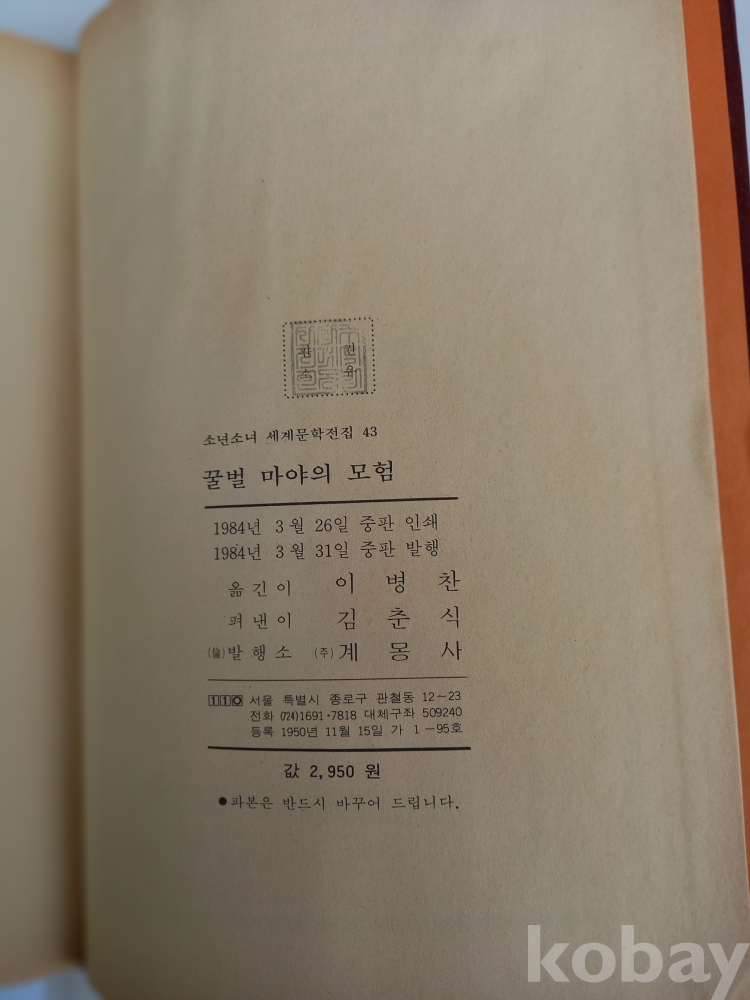 판 권
소 유
소년소녀 세계문학전집 43
꿀벌 마야의 모험
1984년 3월 26일 중판 인쇄
1984년 3월 31일 중판 발행
옮긴이 이 병 찬
펴낸이 김 춘 식
(倫)발행소 (주)계 몽 사
110 서울 특별시 종로구 관철동 12~23
전화 (724)1691·7818 대체구좌 509240
등록 1950년 11월 15일 가 1-95호
값 2,950 원
●파본은 반드시 바꾸어 드립니다.
kobay